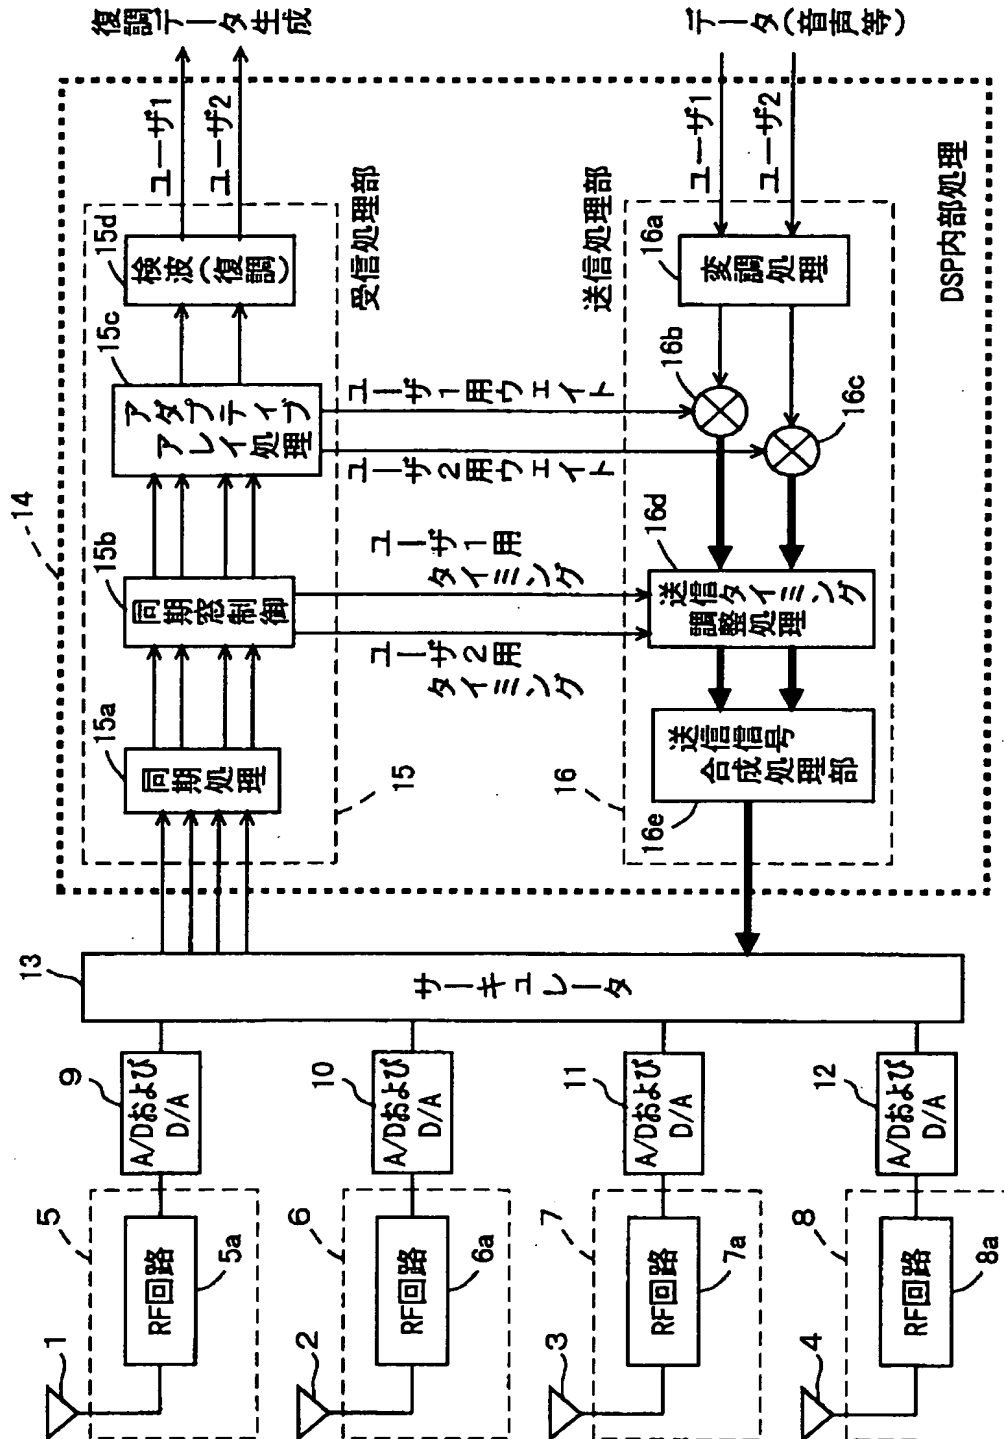 1
5
RF回路
5a
9
A/Dおよび
D/A
2
6
RF回路
6a
10
A/Dおよび
D/A
3
7
RF回路
7a
11
A/Dおよび
D/A
4
8
RF回路
8a
12
A/Dおよび
D/A
13
サーキュレータ
14
15
15a
同期処理
15b
同期窓制御
15c
アダプティブ
アレイ処理
15d
検波(復調)
受信処理部
ユーザ1
ユーザ2
復調データ生成
ユーザ1用
タイミング
ユーザ2用
タイミング
ユーザ1用ウェイト
ユーザ2用ウェイト
16
送信処理部
16a
変調処理
16b
16c
16d
送信タイミング
調整処理
16e
送信信号
合成処理部
ユーザ1
ユーザ2
データ(音声等)
DSP内部処理